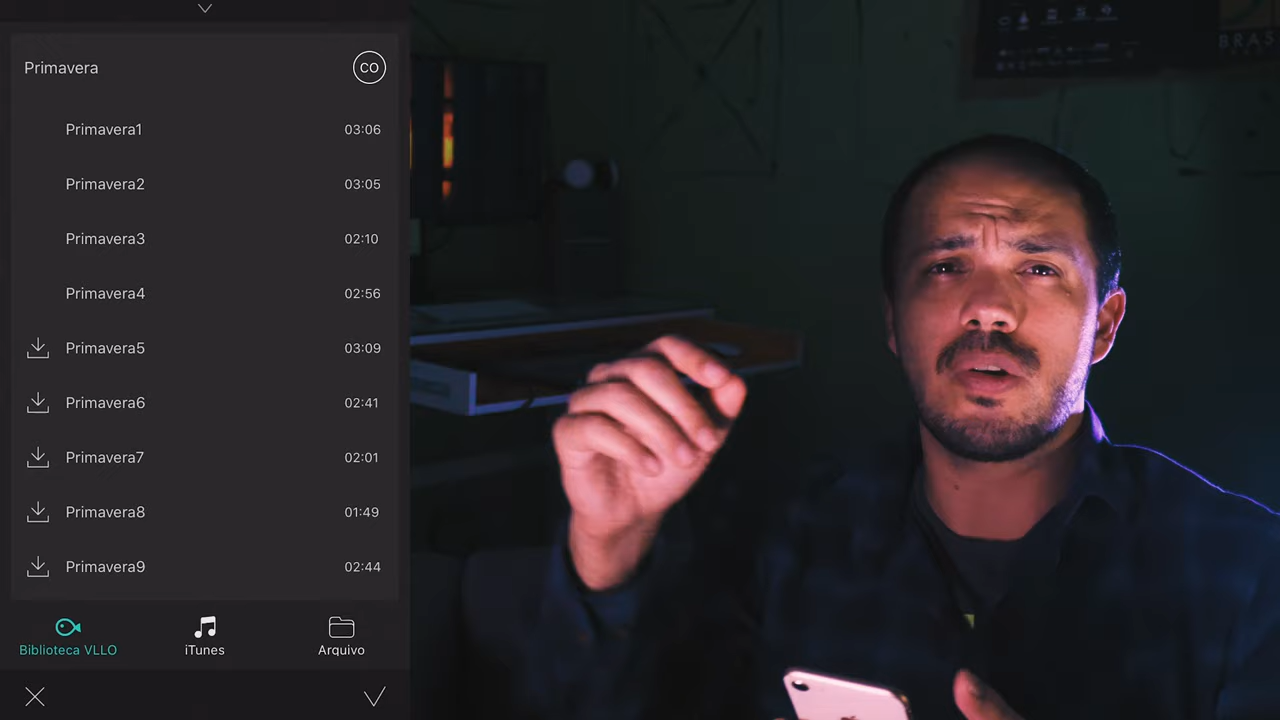 Primavera CO
Primavera1 03:06
Primavera2 03:05
Primavera3 02:10
Primavera4 02:56
Primavera5 03:09
Primavera6 02:41
Primavera7 02:01
Primavera8 01:49
Primavera9 02:44
Biblioteca VLLO iTunes Arquivo
BRAS